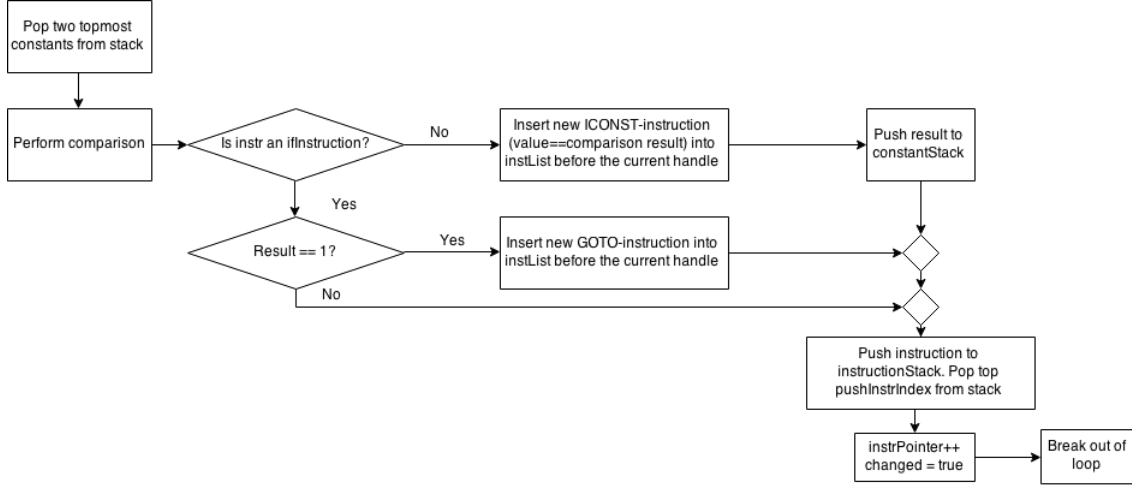 Pop two topmost
constants from stack
Perform comparison
Is instr an ifInstruction?
No
Insert new ICONST-instruction
(value==comparison result) into
instList before the current handle
Push result to
constantStack
Yes
Result == 1?
Yes
Insert new GOTO-instruction into
instList before the current handle
No
Push instruction to
instructionStack. Pop top
pushInstrIndex from stack
instrPointer++
changed = true
Break out of
loop